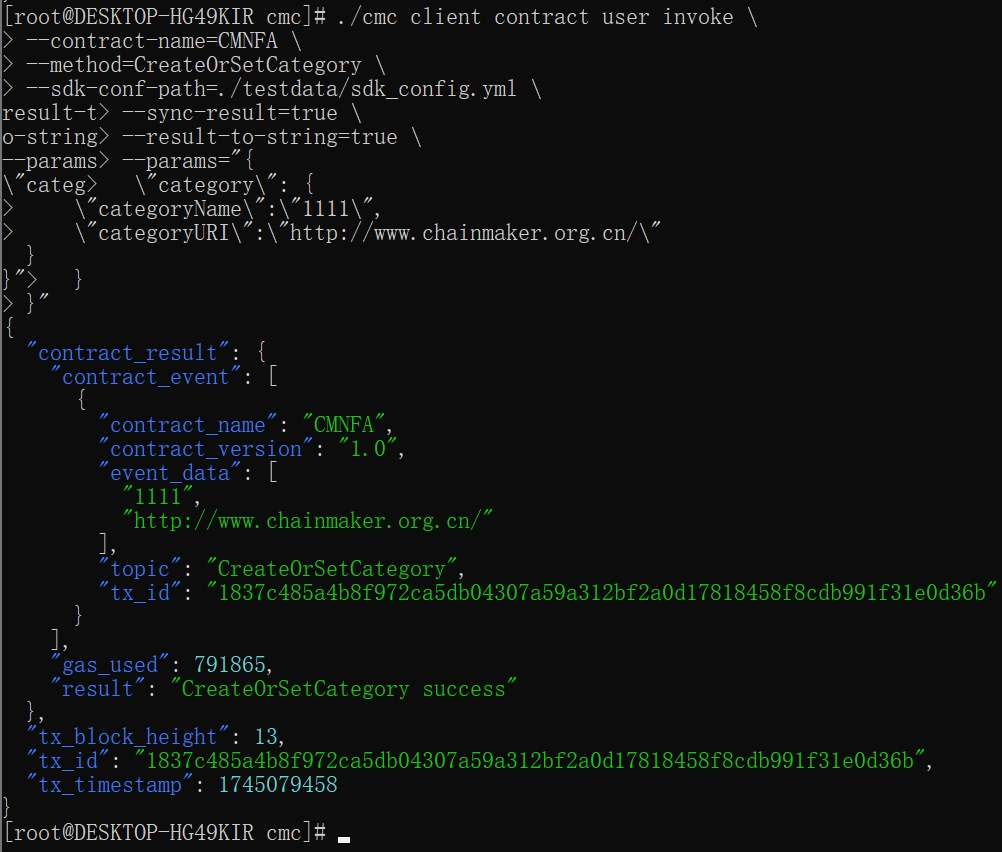 [root@DESKTOP-HG49KIR cmc]# ./cmc client contract user invoke \
> --contract-name=CMNFA \
> --method=CreateOrSetCategory \
> --sdk-conf-path=./testdata/sdk_config.yml \
result-t> --sync-result=true \
o-string> --result-to-string=true \
--params> --params="{
\"categ>   \"category\": {
>     \"categoryName\":\"1111\",
>     \"categoryURI\":\"http://www.chainmaker.org.cn/\"
  }
}">   }
> }"
{
  "contract_result": {
    "contract_event": [
      {
        "contract_name": "CMNFA",
        "contract_version": "1.0",
        "event_data": [
          "1111",
          "http://www.chainmaker.org.cn/"
        ],
        "topic": "CreateOrSetCategory",
        "tx_id": "1837c485a4b8f972ca5db04307a59a312bf2a0d17818458f8cdb991f31e0d36b"
      }
    ],
    "gas_used": 791865,
    "result": "CreateOrSetCategory success"
  },
  "tx_block_height": 13,
  "tx_id": "1837c485a4b8f972ca5db04307a59a312bf2a0d17818458f8cdb991f31e0d36b",
  "tx_timestamp": 1745079458
}
[root@DESKTOP-HG49KIR cmc]#